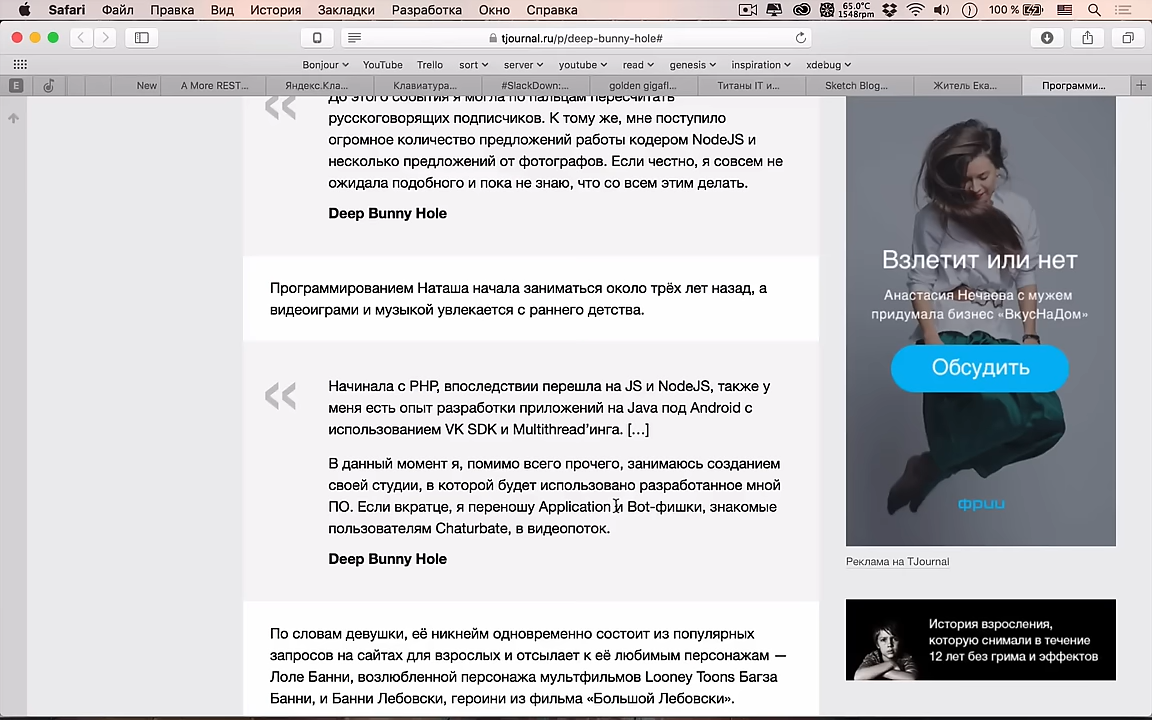 Safari Файл Правка Вид История Закладки Разработка Окно Справка 65.0°C 1548rpm 100 %
tjournal.ru/p/deep-bunny-hole#
Bonjour YouTube Trello sort server youtube read genesis inspiration xdebug
E New A More REST... Яндекс.Кла... Клавиатура... #SlackDown:... golden gigafl... Титаны IT и... Sketch Blog... Житель Ека... Программи...
До этого события я могла по пальцам пересчитать
русскоговорящих подписчиков. К тому же, мне поступило
огромное количество предложений работы кодером NodeJS и
несколько предложений от фотографов. Если честно, я совсем не
ожидала подобного и пока не знаю, что со всем этим делать.
Deep Bunny Hole
Программированием Наташа начала заниматься около трёх лет назад, а
видеоиграми и музыкой увлекается с раннего детства.
Начинала с PHP, впоследствии перешла на JS и NodeJS, также у
меня есть опыт разработки приложений на Java под Android с
использованием VK SDK и Multithread’инга. […]
В данный момент я, помимо всего прочего, занимаюсь созданием
своей студии, в которой будет использовано разработанное мной
ПО. Если вкратце, я переношу Application и Bot-фишки, знакомые
пользователям Chaturbate, в видеопоток.
Deep Bunny Hole
По словам девушки, её никнейм одновременно состоит из популярных
запросов на сайтах для взрослых и отсылает к её любимым персонажам —
Лоле Банни, возлюбленной персонажа мультфильмов Looney Toons Багза
Банни, и Банни Лебовски, героини из фильма «Большой Лебовски».
Взлетит или нет
Анастасия Нечаева с мужем
придумала бизнес «ВкусНаДом»
Обсудить
фрии
Реклама на TJournal
История взросления,
которую снимали в течение
12 лет без грима и эффектов